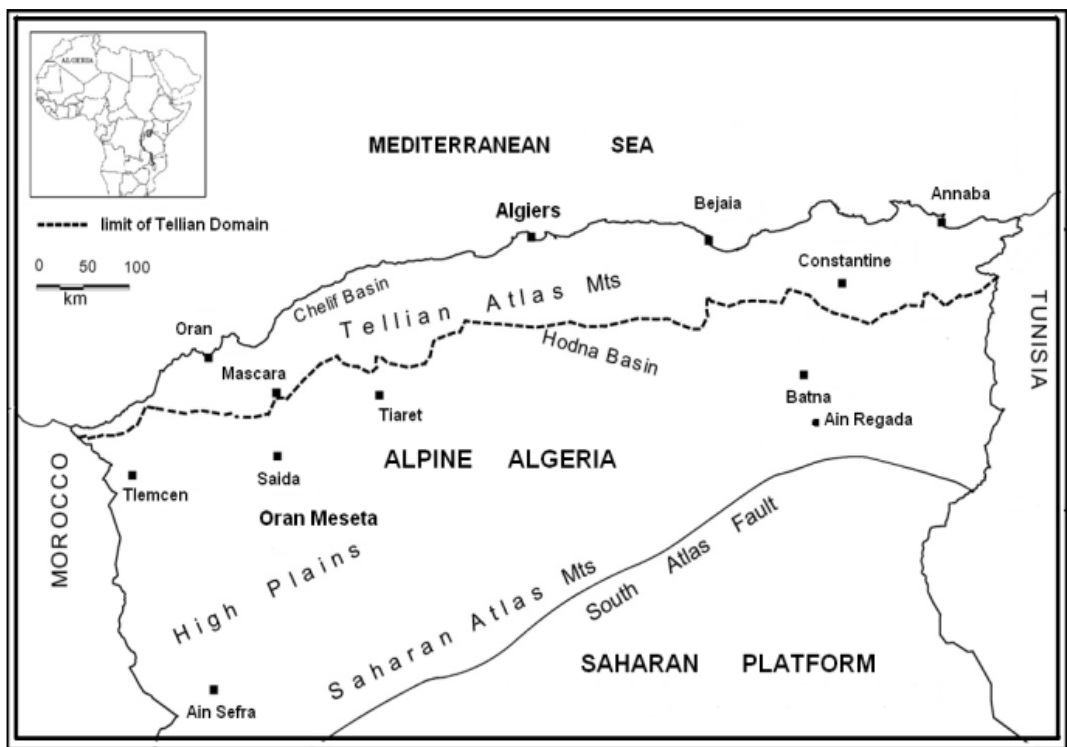 ALGERIA
MEDITERRANEAN SEA
limit of Tellian Domain
0 50 100
km
Algiers
Bejaia
Annaba
Constantine
Chelif Basin
Tellian Atlas Mts
Oran
Hodna Basin
Mascara
Tiaret
Batna
Ain Regada
TUNISIA
MOROCCO
Tlemcen
Saida
ALPINE ALGERIA
Oran Meseta
High Plains
Saharan Atlas Mts
South Atlas Fault
SAHARAN PLATFORM
Ain Sefra